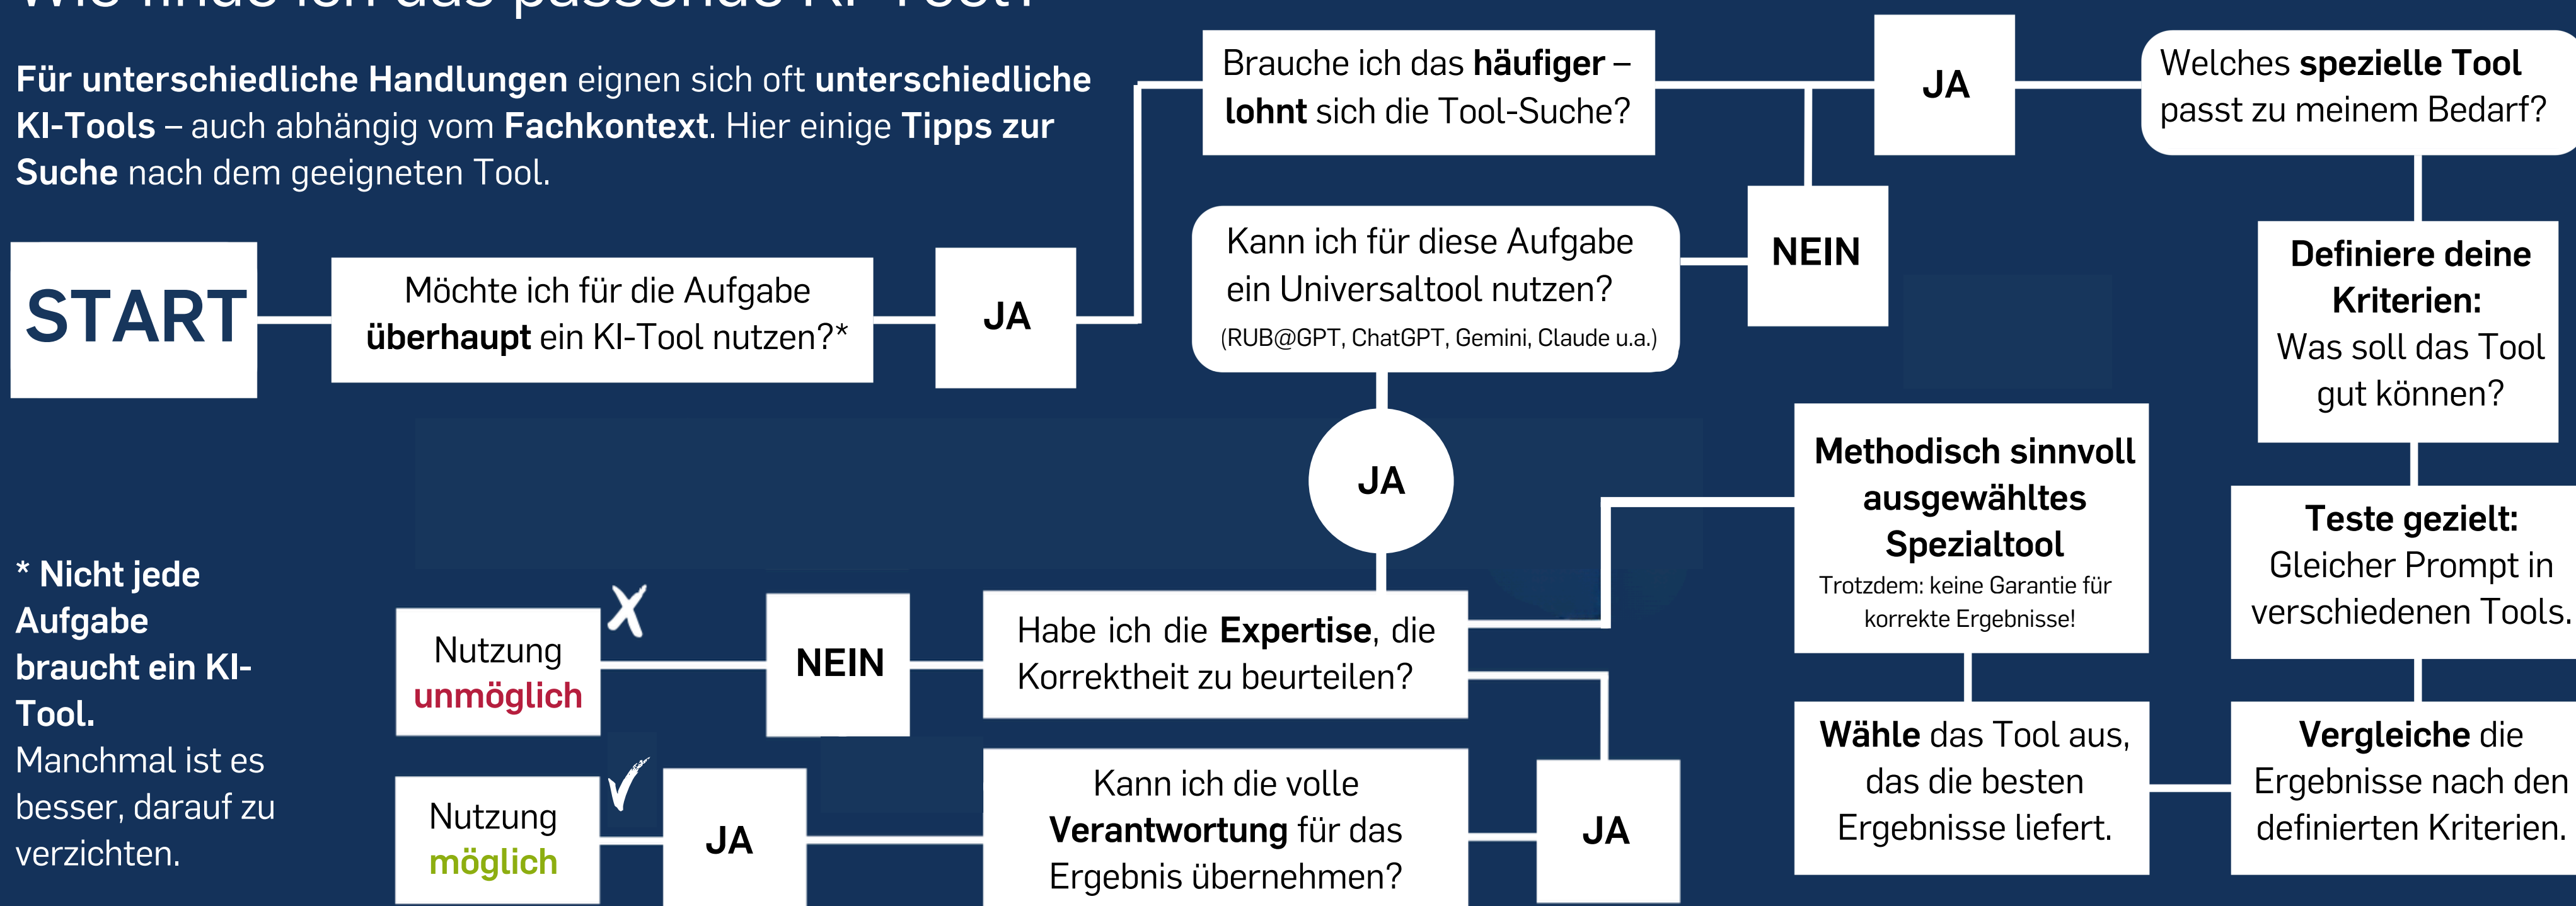 Wie finde ich das passende KI-Tool?
Für unterschiedliche Handlungen eignen sich oft unterschiedliche
KI-Tools – auch abhängig vom Fachkontext. Hier einige Tipps zur
Suche nach dem geeigneten Tool.
START
Möchte ich für die Aufgabe
überhaupt ein KI-Tool nutzen?*
JA
Brauche ich das häufiger –
lohnt sich die Tool-Suche?
JA
Welches spezielle Tool
passt zu meinem Bedarf?
NEIN
Kann ich für diese Aufgabe
ein Universaltool nutzen?
(RUB@GPT, ChatGPT, Gemini, Claude u.a.)
JA
Definiere deine
Kriterien:
Was soll das Tool
gut können?
Teste gezielt:
Gleicher Prompt in
verschiedenen Tools.
Vergleiche die
Ergebnisse nach den
definierten Kriterien.
Wähle das Tool aus,
das die besten
Ergebnisse liefert.
Methodisch sinnvoll
ausgewähltes
Spezialtool
Trotzdem: keine Garantie für
korrekte Ergebnisse!
Habe ich die Expertise, die
Korrektheit zu beurteilen?
NEIN
Nutzung
unmöglich
JA
Kann ich die volle
Verantwortung für das
Ergebnis übernehmen?
JA
Nutzung
möglich
* Nicht jede
Aufgabe
braucht ein KI-
Tool.
Manchmal ist es
besser, darauf zu
verzichten.